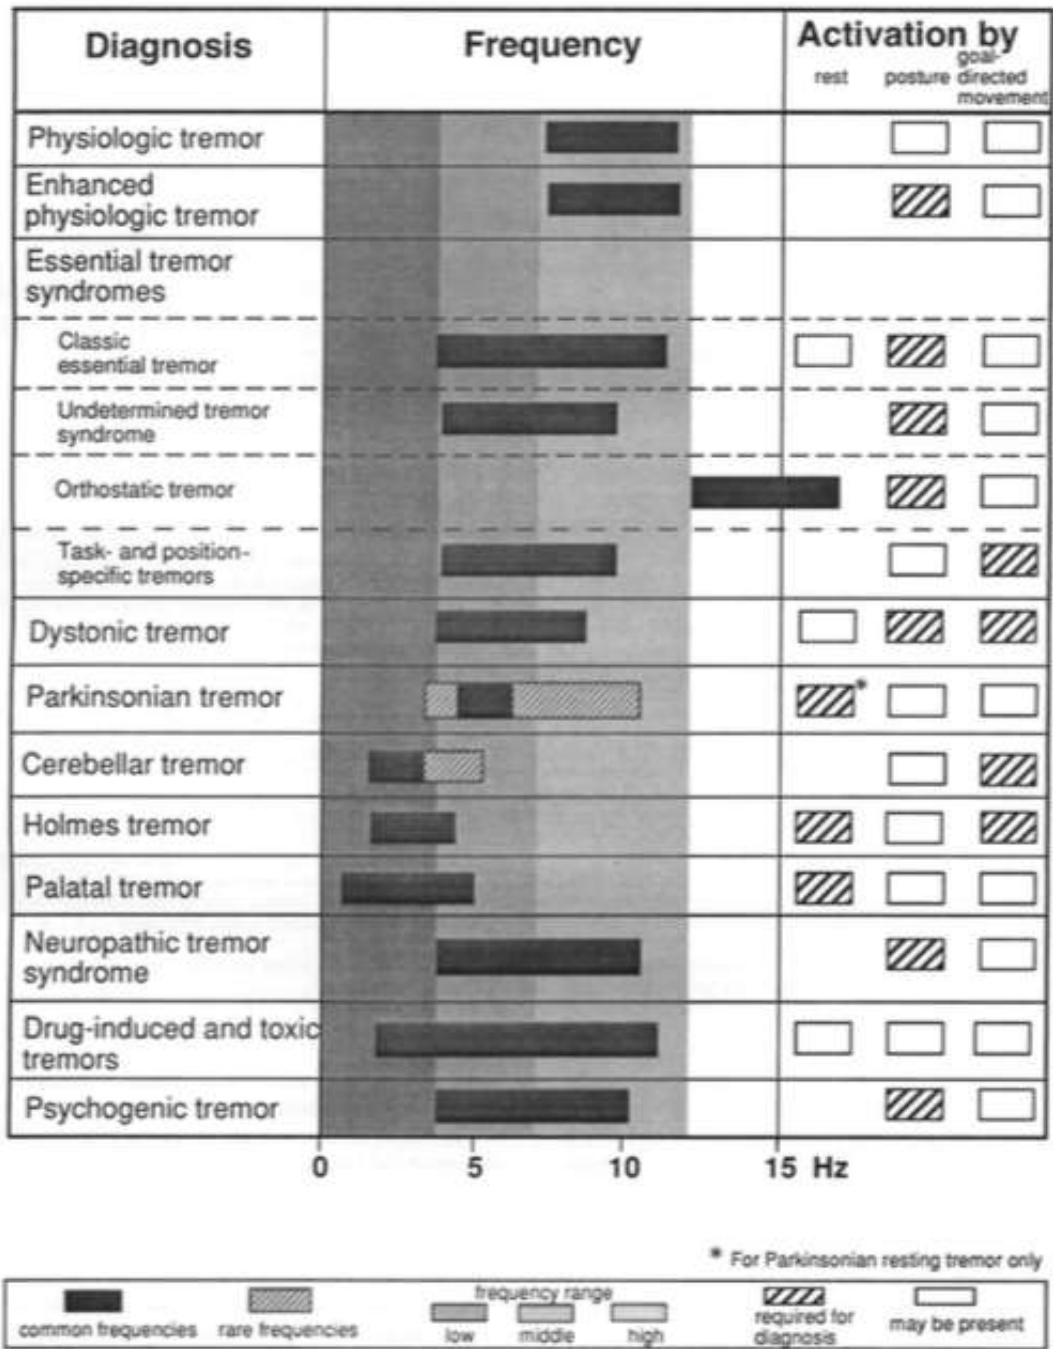 Diagnosis
Frequency
Activation by
rest
posture
goal-
directed
movement
Physiologic tremor
Enhanced
physiologic tremor
Essential tremor
syndromes
Classic
essential tremor
Undetermined tremor
syndrome
Orthostatic tremor
Task- and position-
specific tremors
Dystonic tremor
Parkinsonian tremor
*
Cerebellar tremor
Holmes tremor
Palatal tremor
Neuropathic tremor
syndrome
Drug-induced and toxic
tremors
Psychogenic tremor
0 5 10 15 Hz
* For Parkinsonian resting tremor only
common frequencies
rare frequencies
frequency range
low
middle
high
required for
diagnosis
may be present